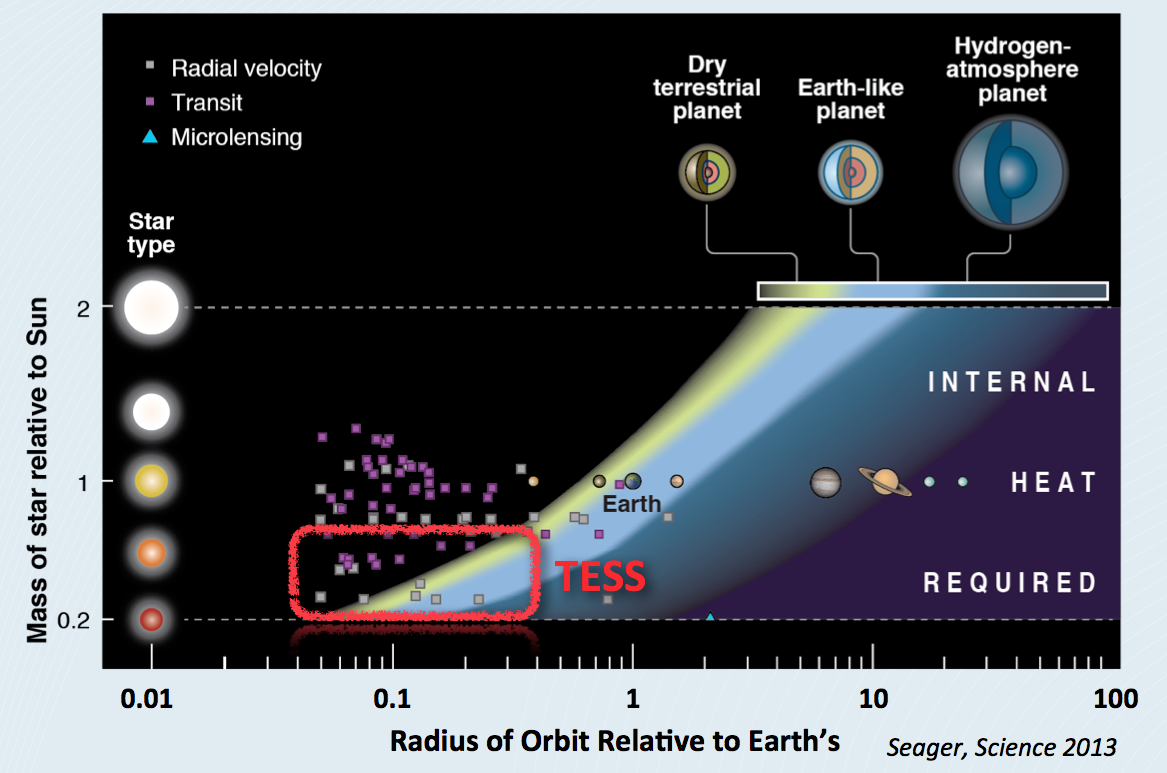 Radial velocity
Transit
Microlensing
Dry
terrestrial
planet
Earth-like
planet
Hydrogen-
atmosphere
planet
Star
type
Mass of star relative to Sun
2
1
0.2
INTERNAL
HEAT
REQUIRED
Earth
TESS
0.01
0.1
1
10
100
Radius of Orbit Relative to Earth’s
Seager, Science 2013